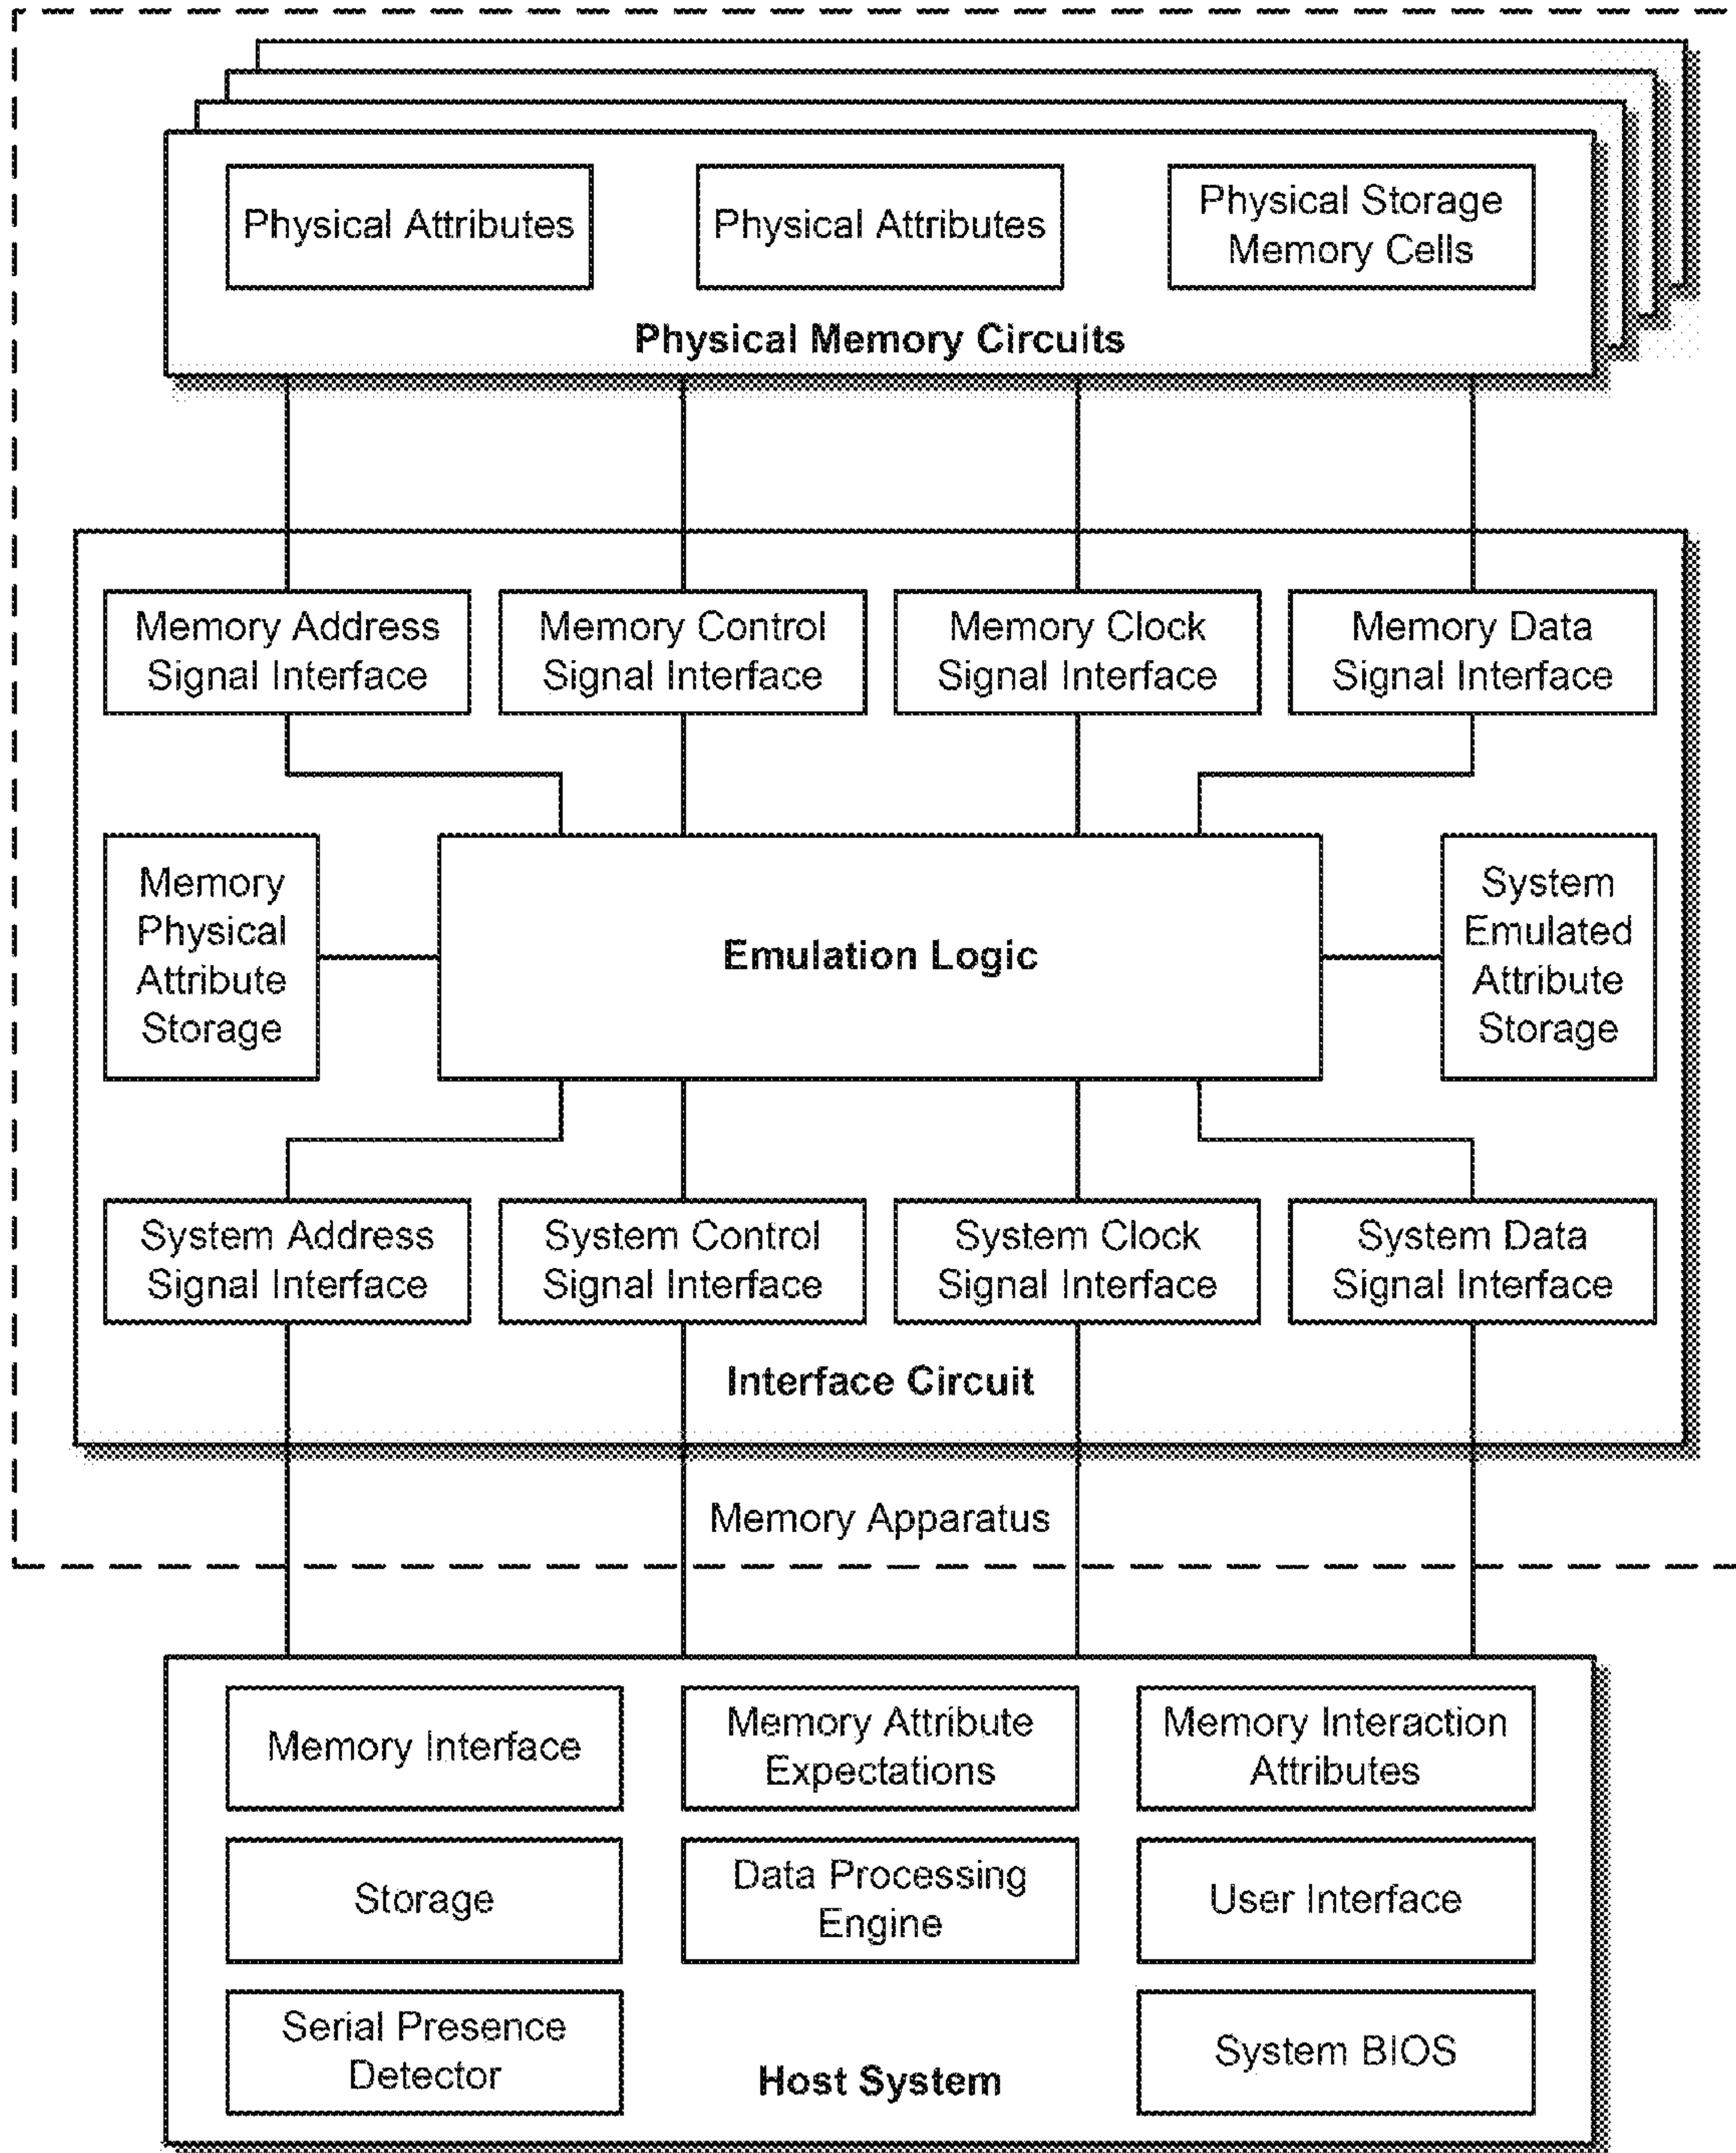 Physical Attributes
Physical Attributes
Physical Storage
Memory Cells
Physical Memory Circuits
Memory Address
Signal Interface
Memory Control
Signal Interface
Memory Clock
Signal Interface
Memory Data
Signal Interface
Memory
Physical
Attribute
Storage
Emulation Logic
System
Emulated
Attribute
Storage
System Address
Signal Interface
System Control
Signal Interface
System Clock
Signal Interface
System Data
Signal Interface
Interface Circuit
Memory Apparatus
Memory Interface
Memory Attribute
Expectations
Memory Interaction
Attributes
Storage
Data Processing
Engine
User Interface
Serial Presence
Detector
Host System
System BIOS